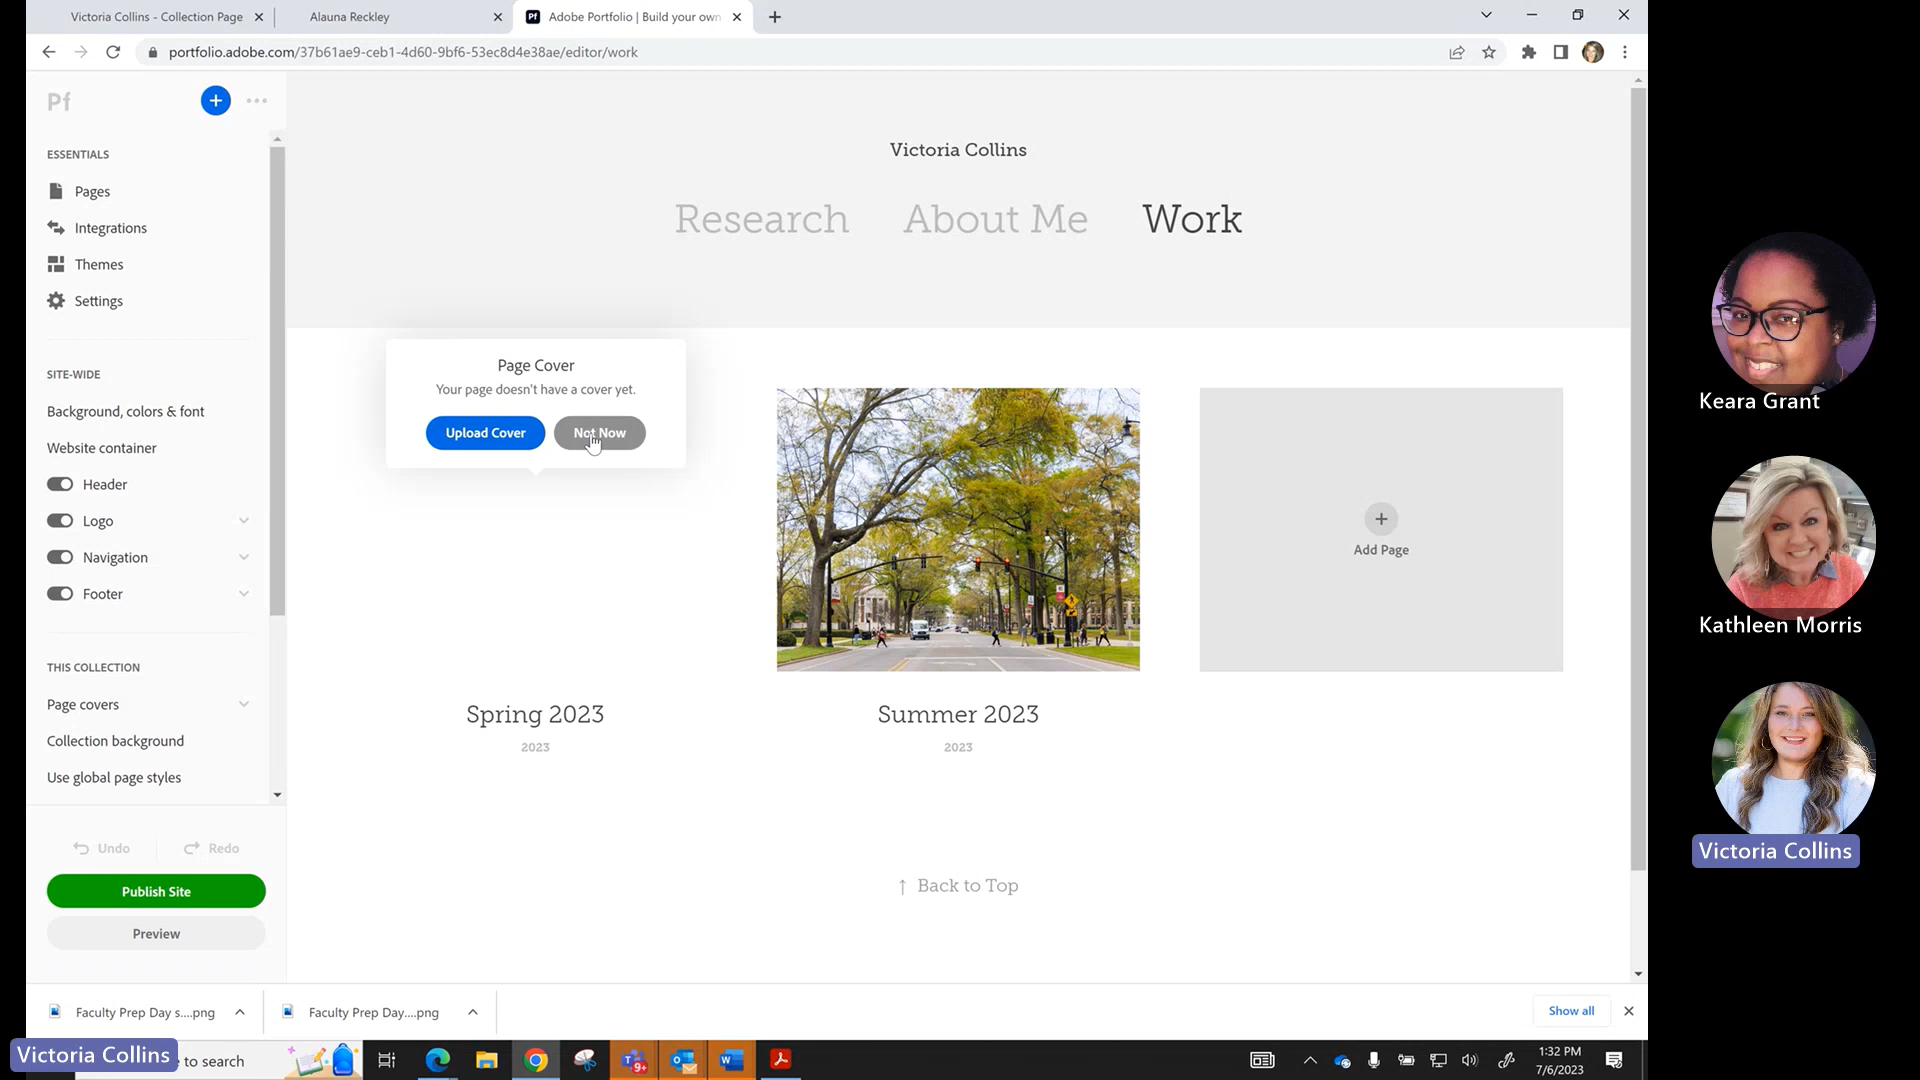 Victoria Collins - Collection Page
Alauna Reckley
Pf Adobe Portfolio | Build your own
portfolio.adobe.com/37b61ae9-ceb1-4d60-9bf6-53ec8d4e38ae/editor/work
Pf
ESSENTIALS
Pages
Integrations
Themes
Settings
SITE-WIDE
Background, colors & font
Website container
Header
Logo
Navigation
Footer
THIS COLLECTION
Page covers
Collection background
Use global page styles
Undo
Redo
Publish Site
Preview
Victoria Collins
Research
About Me
Work
Page Cover
Your page doesn't have a cover yet.
Upload Cover
Not Now
Add Page
Spring 2023
2023
Summer 2023
2023
↑ Back to Top
Keara Grant
Kathleen Morris
Victoria Collins
Faculty Prep Day s....png
Faculty Prep Day....png
Show all
Victoria Collins
to search
9+
1:32 PM
7/6/2023